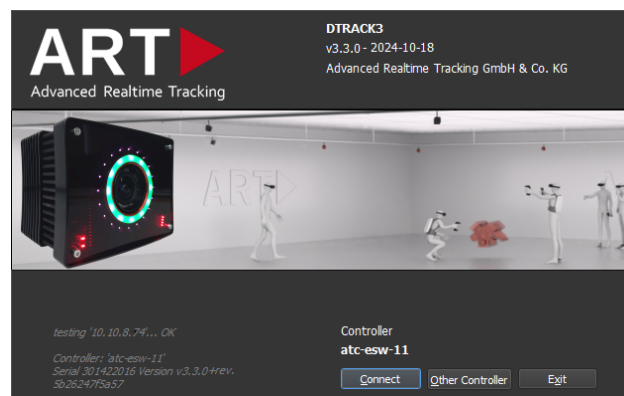 ART
Advanced Realtime Tracking
DTRACK3
v3.3.0 - 2024-10-18
Advanced Realtime Tracking GmbH & Co. KG
ART
testing '10.10.8.74'... OK
Controller: 'atc-esw-11'
Serial 301422016 Version v3.3.0+rev.
5b26247f5a57
Controller
atc-esw-11
Connect
Other Controller
Exit